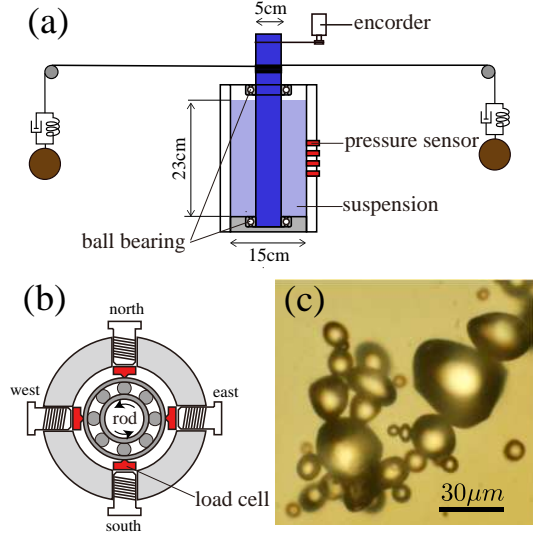 (a)
5cm
encorder
23cm
pressure sensor
suspension
ball bearing
15cm
(b)
north
west
east
rod
load cell
south
(c)
30μm